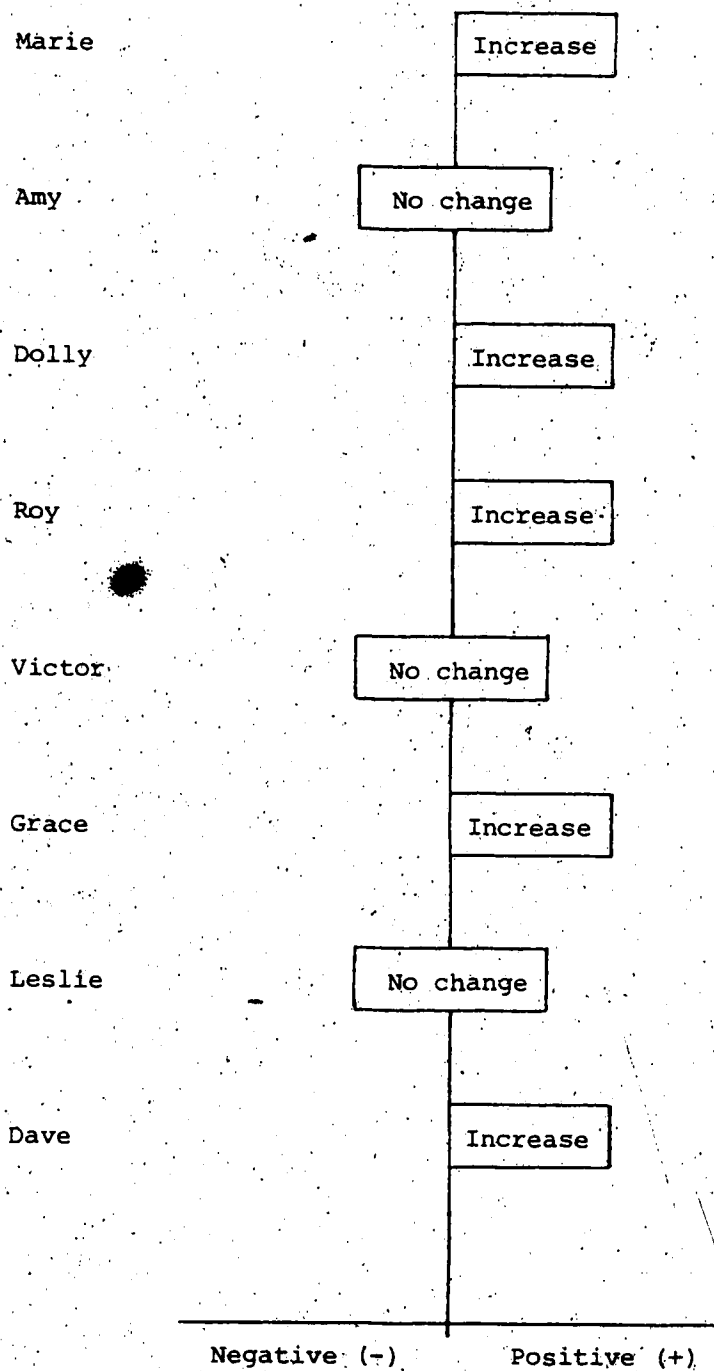 Marie Increase
Amy No change
Dolly Increase
Roy Increase
Victor No change
Grace Increase
Leslie No change
Dave Increase
Negative (-) Positive (+)